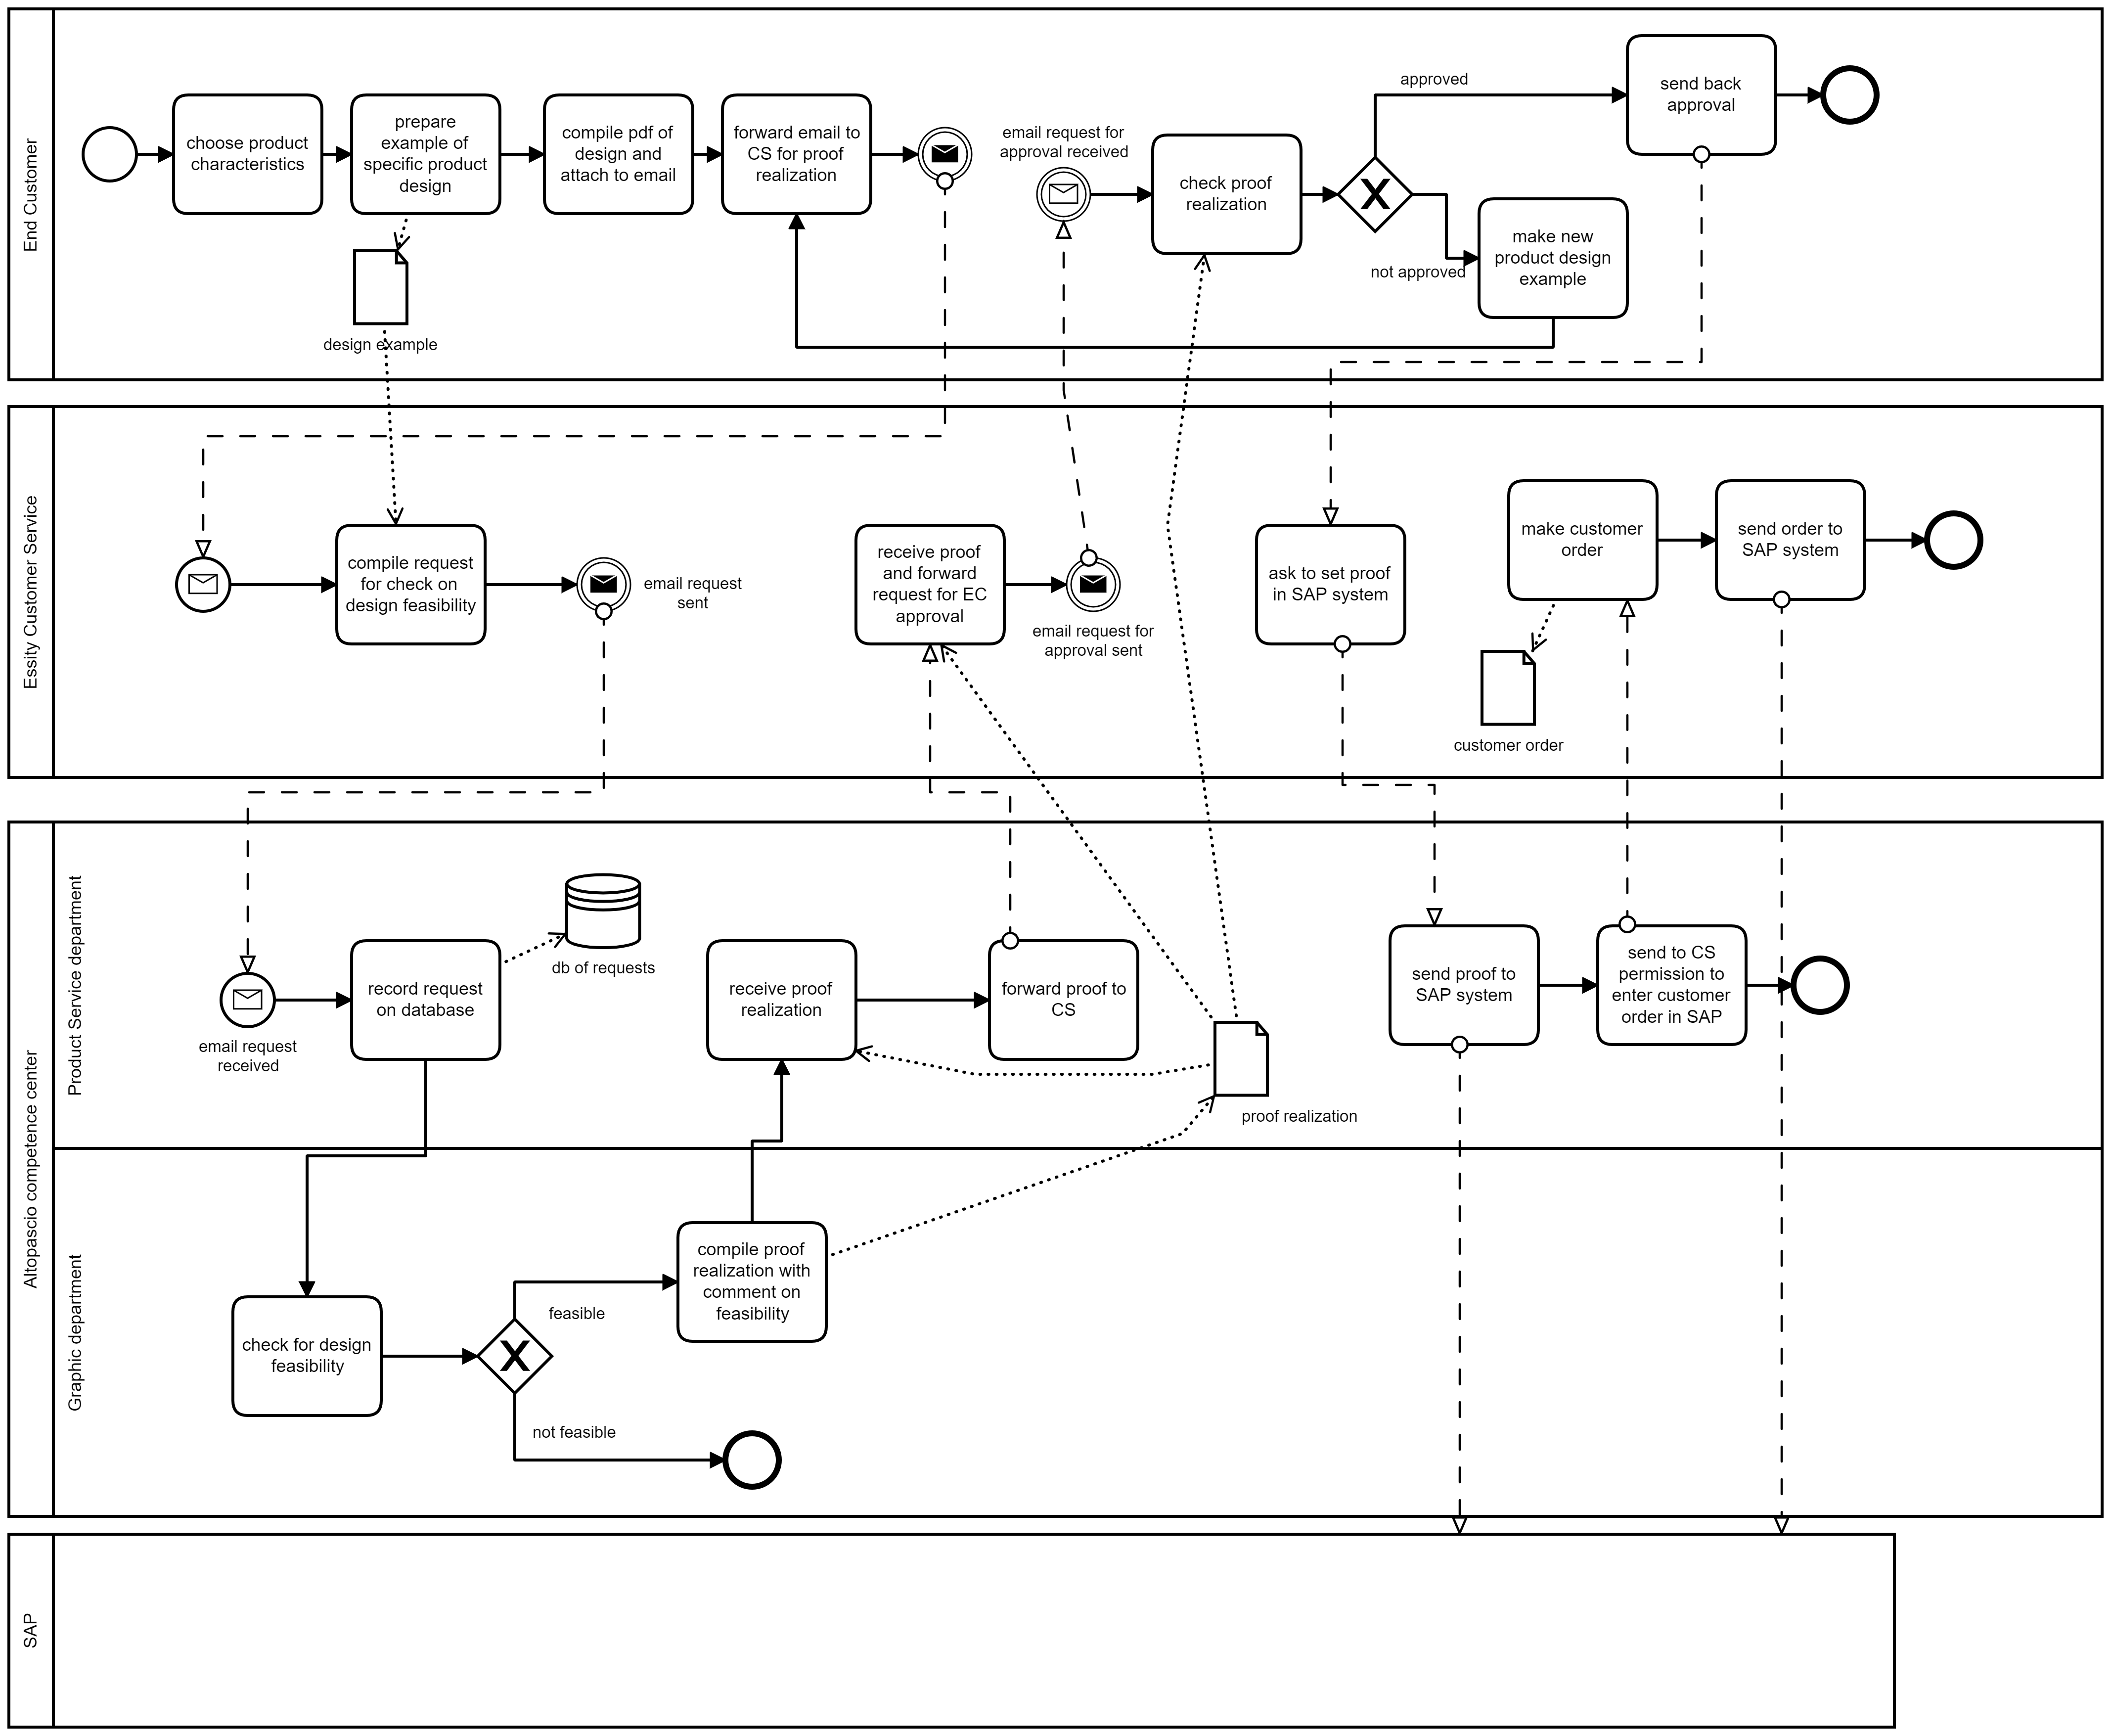 End Customer
choose product
characteristics
prepare
example of
specific product
design
compile pdf of
design and
attach to email
forward email to
CS for proof
realization
email request for
approval received
check proof
realization
approved
not approved
send back
approval
make new
product design
example
design example
Essity Customer Service
compile request
for check on
design feasibility
email request
sent
receive proof
and forward
request for EC
approval
email request for
approval sent
ask to set proof
in SAP system
make customer
order
send order to
SAP system
customer order
Altopascio competence center
Product Service department
email request
received
record request
on database
db of requests
receive proof
realization
forward proof to
CS
proof realization
send proof to
SAP system
send to CS
permission to
enter customer
order in SAP
Graphic department
check for design
feasibility
feasible
not feasible
compile proof
realization with
comment on
feasibility
SAP